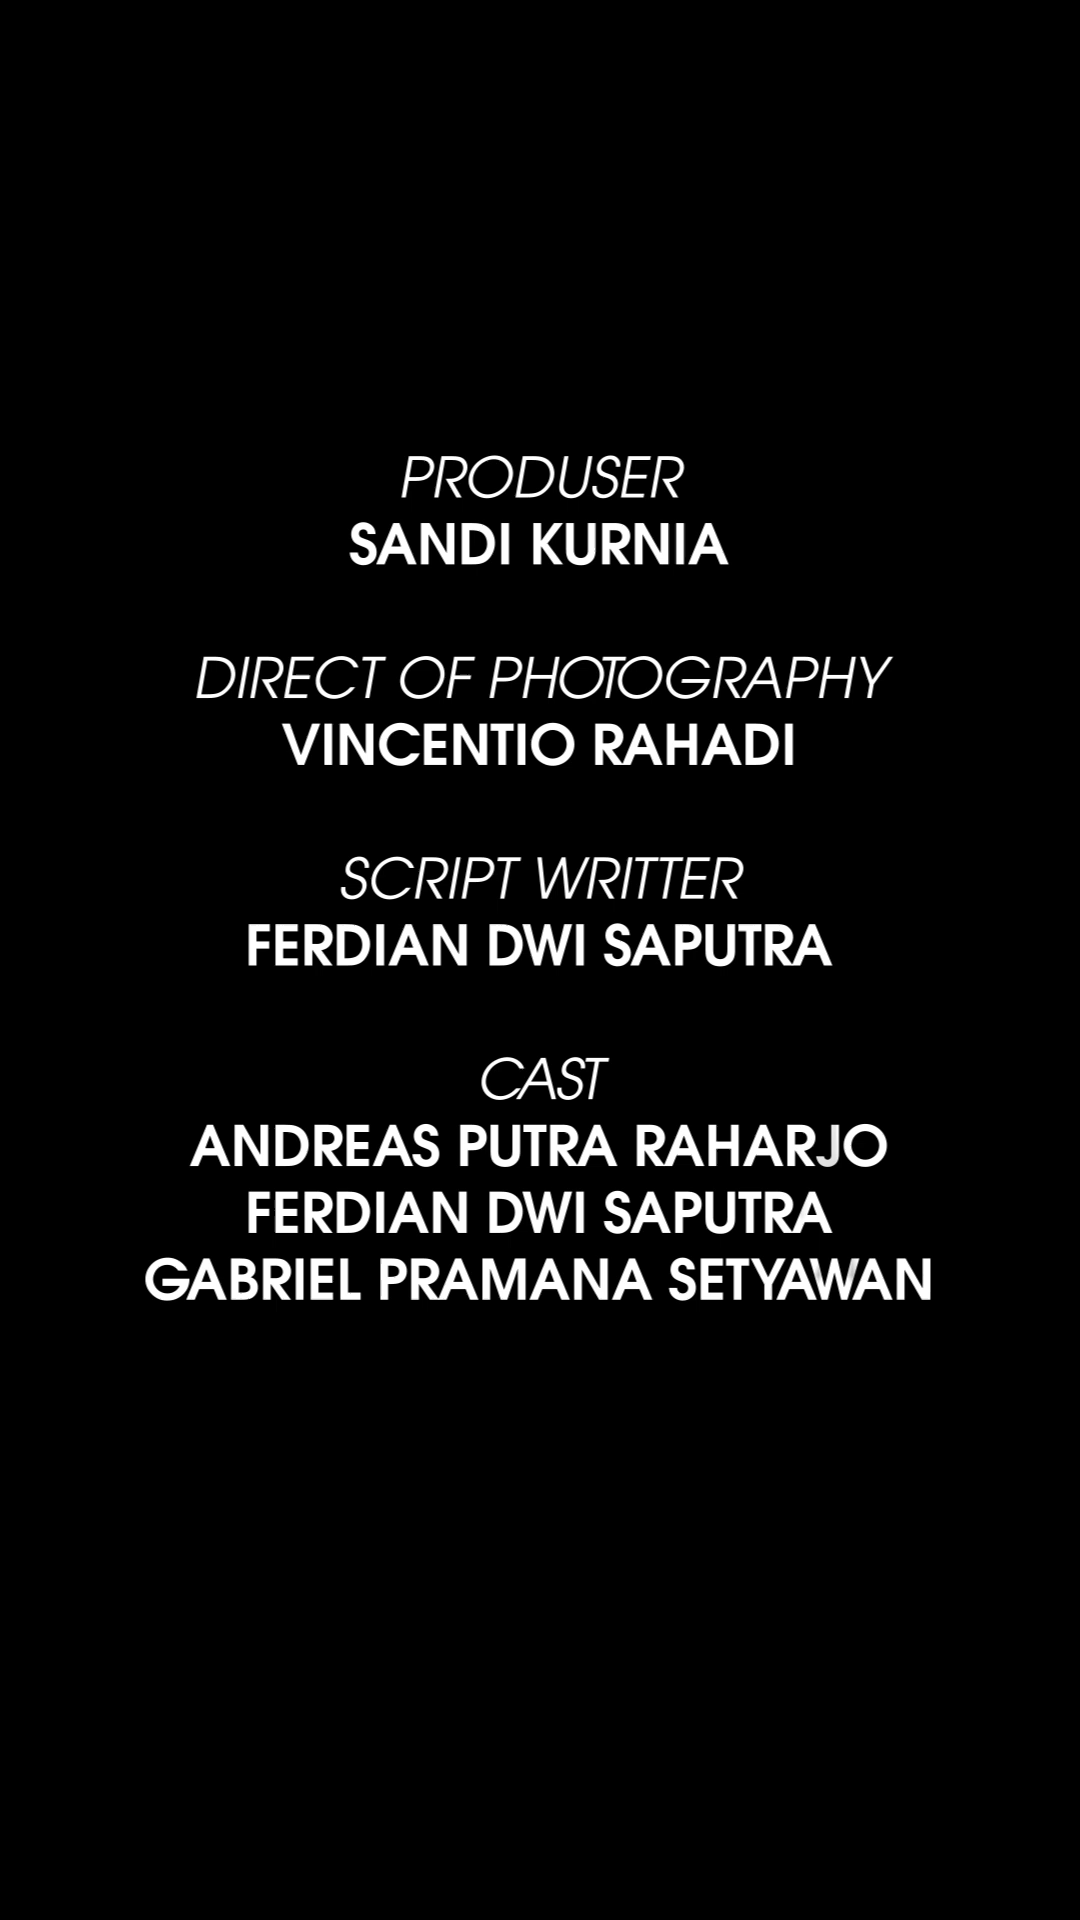 PRODUSER
SANDI KURNIA
DIRECT OF PHOTOGRAPHY
VINCENTIO RAHADI
SCRIPT WRITTER
FERDIAN DWI SAPUTRA
CAST
ANDREAS PUTRA RAHARJO
FERDIAN DWI SAPUTRA
GABRIEL PRAMANA SETYAWAN